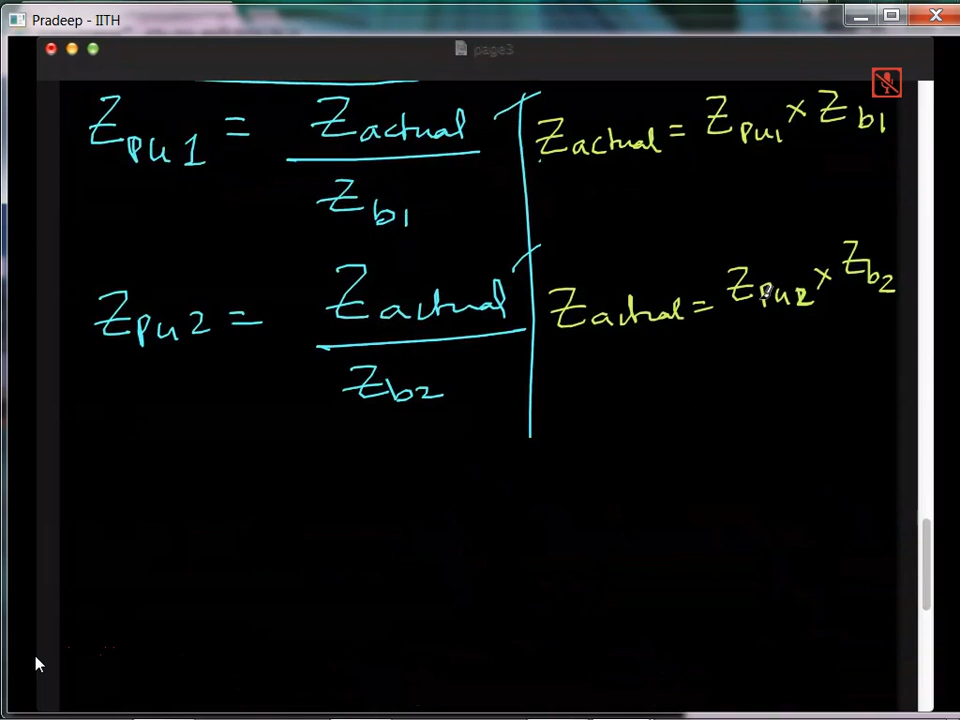 Pradeep - IITH
page3
Zpu1 = Zactual / Zb1
Zactual = Zpu1 × Zb1
Zpu2 = Zactual / Zb2
Zactual = Zpu2 × Zb2